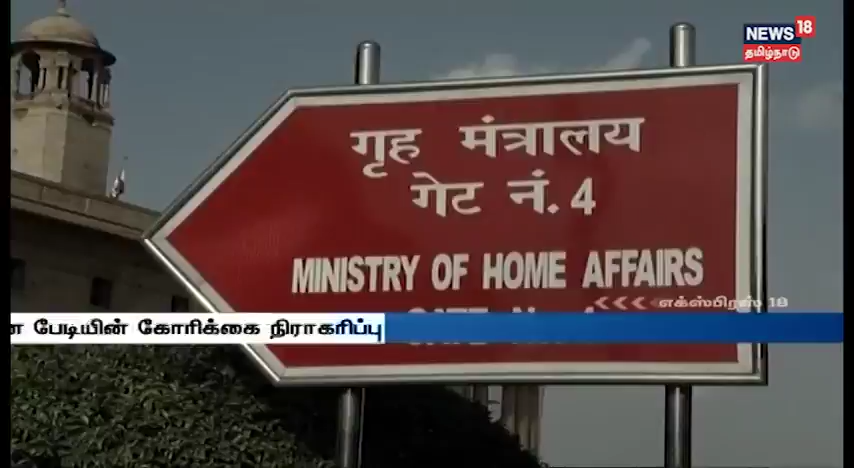 NEWS 18
தமிழ்நாடு
गृह मंत्रालय
गेट नं. 4
MINISTRY OF HOME AFFAIRS
எக்ஸ்பிரஸ் 18
பேடியின் கோரிக்கை நிராகரிப்பு